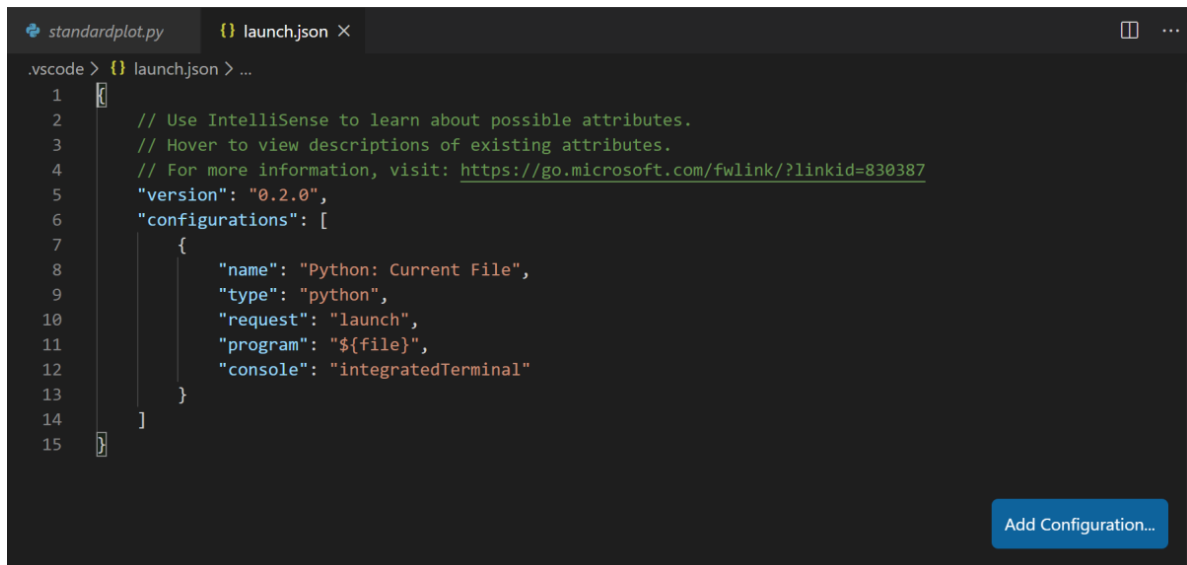 standardplot.py
{} launch.json ×
.vscode > {} launch.json > ...
1 {
2 // Use IntelliSense to learn about possible attributes.
3 // Hover to view descriptions of existing attributes.
4 // For more information, visit: https://go.microsoft.com/fwlink/?linkid=830387
5 "version": "0.2.0",
6 "configurations": [
7 {
8 "name": "Python: Current File",
9 "type": "python",
10 "request": "launch",
11 "program": "${file}",
12 "console": "integratedTerminal"
13 }
14 ]
15 }
Add Configuration...